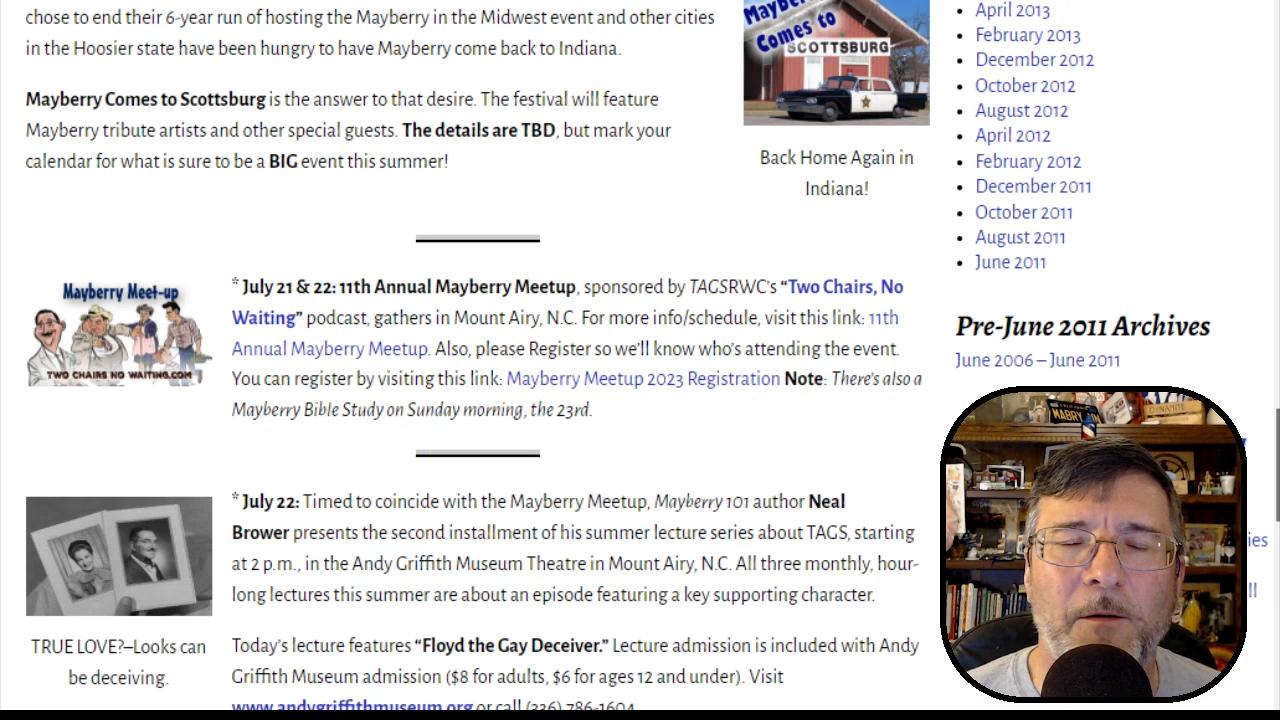 chose to end their 6-year run of hosting the Mayberry in the Midwest event and other cities
in the Hoosier state have been hungry to have Mayberry come back to Indiana.
Mayberry Comes to Scottsburg is the answer to that desire. The festival will feature
Mayberry tribute artists and other special guests. The details are TBD, but mark your
calendar for what is sure to be a BIG event this summer!
Comes to
SCOTTSBURG
Back Home Again in
Indiana!
Mayberry Meet-up
TWO CHAIRS NO WAITING.COM
* July 21 & 22: 11th Annual Mayberry Meetup, sponsored by TAGSRWC's “Two Chairs, No
Waiting” podcast, gathers in Mount Airy, N.C. For more info/schedule, visit this link: 11th
Annual Mayberry Meetup. Also, please Register so we'll know who's attending the event.
You can register by visiting this link: Mayberry Meetup 2023 Registration Note: There's also a
Mayberry Bible Study on Sunday morning, the 23rd.
TRUE LOVE?–Looks can
be deceiving.
* July 22: Timed to coincide with the Mayberry Meetup, Mayberry 101 author Neal
Brower presents the second installment of his summer lecture series about TAGS, starting
at 2 p.m., in the Andy Griffith Museum Theatre in Mount Airy, N.C. All three monthly, hour-
long lectures this summer are about an episode featuring a key supporting character.
Today's lecture features “Floyd the Gay Deceiver.” Lecture admission is included with Andy
Griffith Museum admission ($8 for adults, $6 for ages 12 and under). Visit
www.andygriffithmuseum.org or call (336) 786-1604.
April 2013
February 2013
December 2012
October 2012
August 2012
April 2012
February 2012
December 2011
October 2011
August 2011
June 2011
Pre-June 2011 Archives
June 2006 – June 2011
DYNAMITE